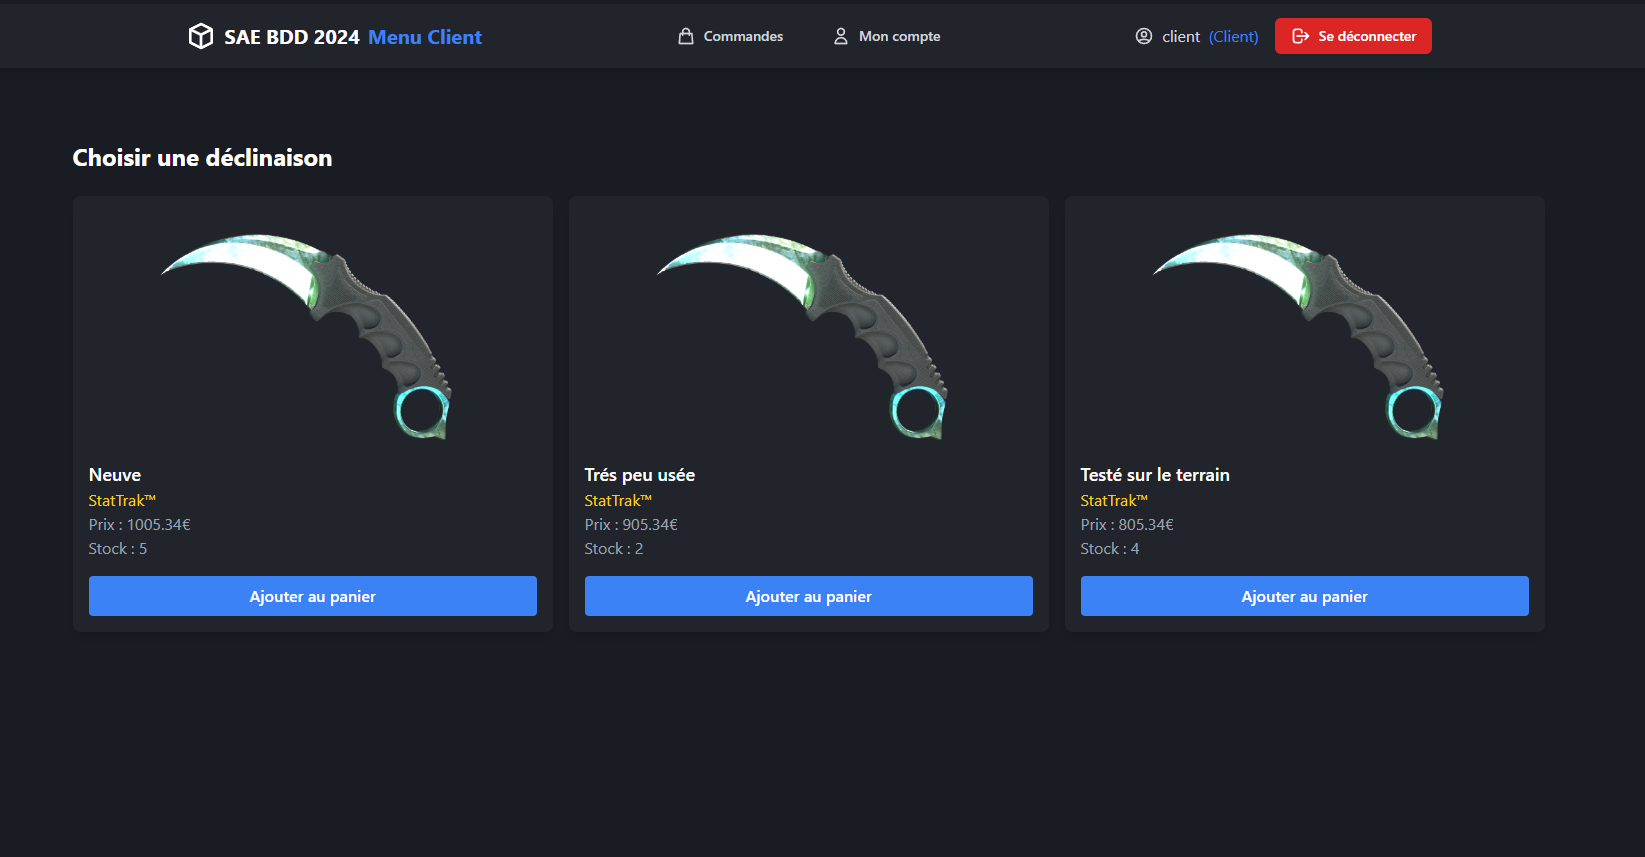 SAE BDD 2024 Menu Client
Commandes
Mon compte
client (Client)
Se déconnecter
Choisir une déclinaison
Neuve
StatTrak™
Prix : 1005.34€
Stock : 5
Ajouter au panier
Trés peu usée
StatTrak™
Prix : 905.34€
Stock : 2
Ajouter au panier
Testé sur le terrain
StatTrak™
Prix : 805.34€
Stock : 4
Ajouter au panier